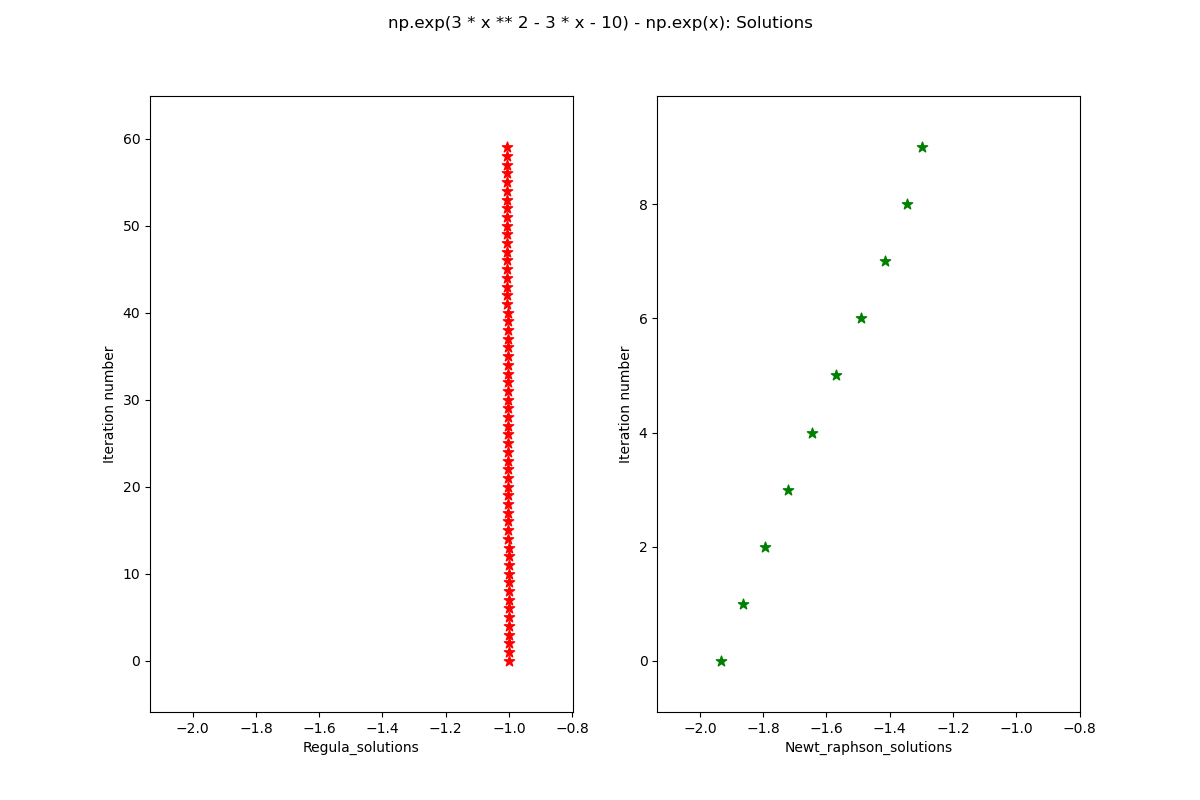 np.exp(3 * x ** 2 - 3 * x - 10) - np.exp(x): Solutions
60
50
40
30
20
10
0
Iteration number
−2.0 −1.8 −1.6 −1.4 −1.2 −1.0 −0.8
Regula_solutions
8
6
4
2
0
Iteration number
−2.0 −1.8 −1.6 −1.4 −1.2 −1.0 −0.8
Newt_raphson_solutions